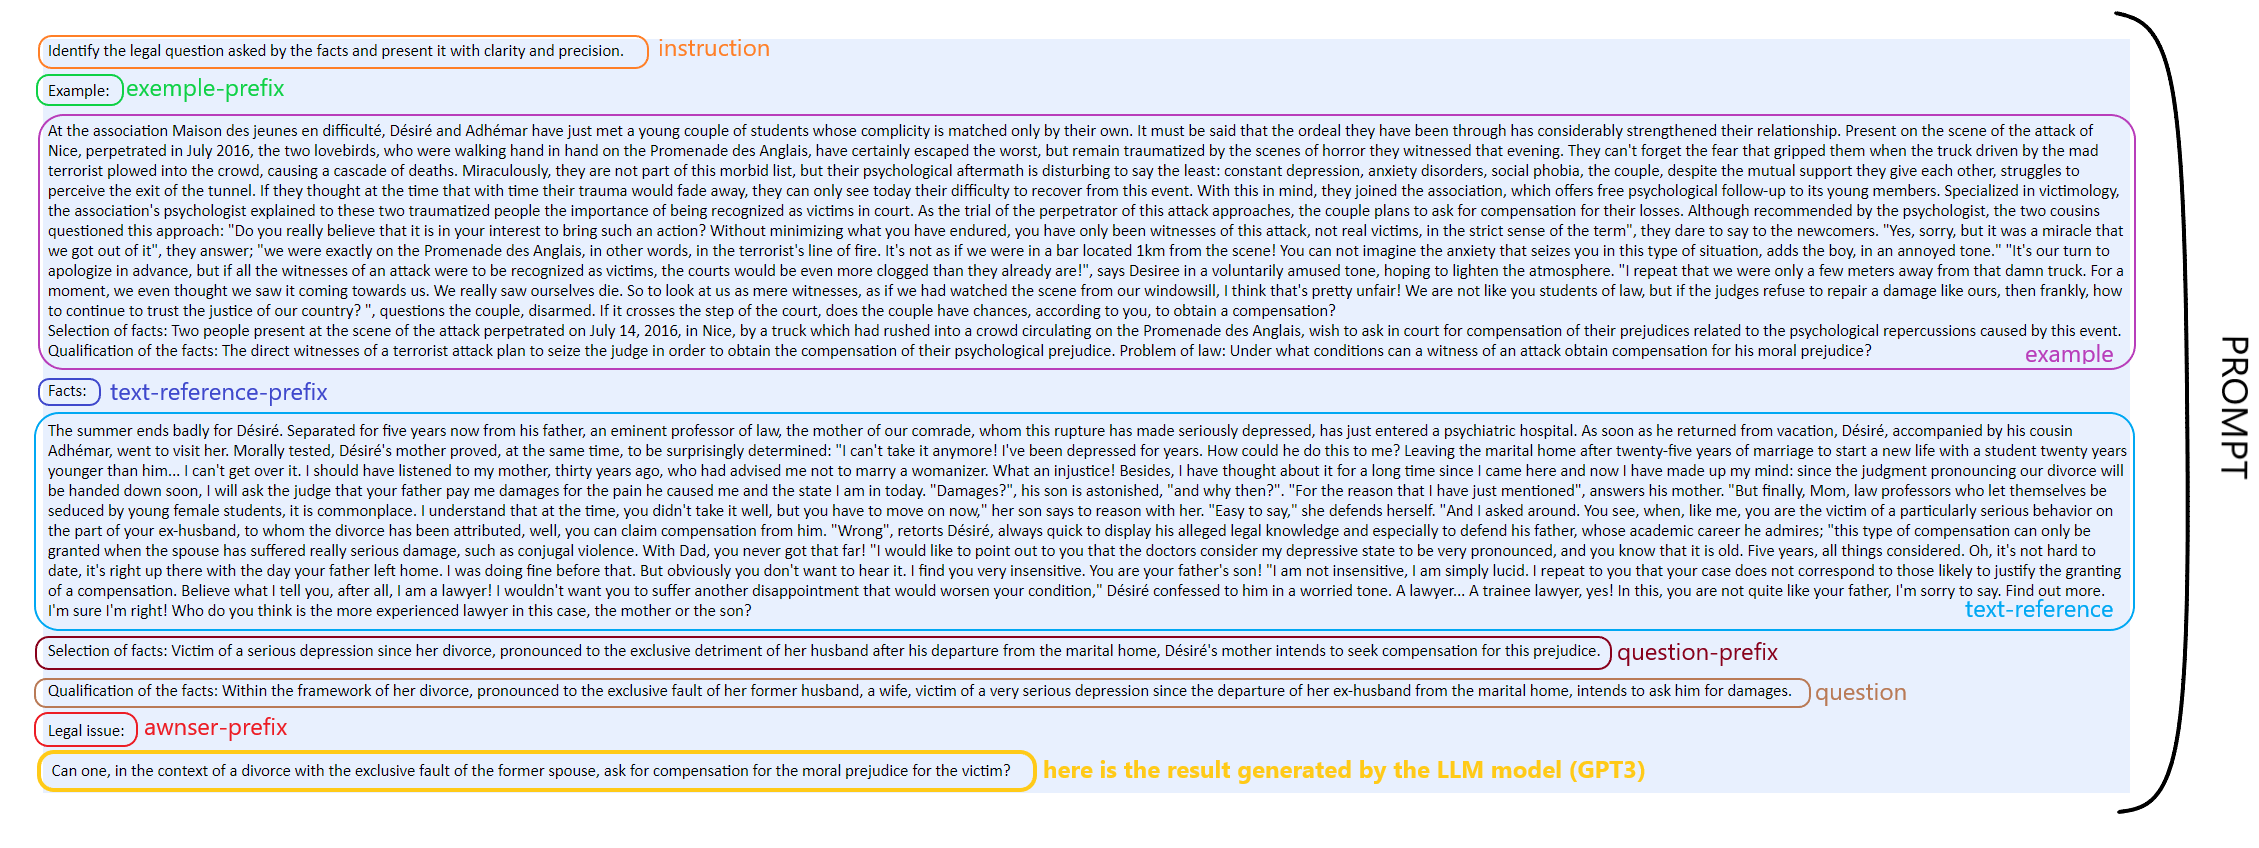 Identify the legal question asked by the facts and present it with clarity and precision. instruction
Example: exemple-prefix
At the association Maison des jeunes en difficulté, Désiré and Adhémar have just met a young couple of students whose complicity is matched only by their own. It must be said that the ordeal they have been through has considerably strengthened their relationship. Present on the scene of the attack of
Nice, perpetrated in July 2016, the two lovebirds, who were walking hand in hand on the Promenade des Anglais, have certainly escaped the worst, but remain traumatized by the scenes of horror they witnessed that evening. They can't forget the fear that gripped them when the truck driven by the mad
terrorist plowed into the crowd, causing a cascade of deaths. Miraculously, they are not part of this morbid list, but their psychological aftermath is disturbing to say the least: constant depression, anxiety disorders, social phobia, the couple, despite the mutual support they give each other, struggles to
perceive the exit of the tunnel. If they thought at the time that with time their trauma would fade away, they can only see today their difficulty to recover from this event. With this in mind, they joined the association, which offers free psychological follow-up to its young members. Specialized in victimology,
the association's psychologist explained to these two traumatized people the importance of being recognized as victims in court. As the trial of the perpetrator of this attack approaches, the couple plans to ask for compensation for their losses. Although recommended by the psychologist, the two cousins
questioned this approach: "Do you really believe that it is in your interest to bring such an action? Without minimizing what you have endured, you have only been witnesses of this attack, not real victims, in the strict sense of the term", they dare to say to the newcomers. "Yes, sorry, but it was a miracle that
we got out of it", they answer; "we were exactly on the Promenade des Anglais, in other words, in the terrorist's line of fire. It's not as if we were in a bar located 1km from the scene! You can not imagine the anxiety that seizes you in this type of situation, adds the boy, in an annoyed tone." "It's our turn to
apologize in advance, but if all the witnesses of an attack were to be recognized as victims, the courts would be even more clogged than they already are!", says Desiree in a voluntarily amused tone, hoping to lighten the atmosphere. "I repeat that we were only a few meters away from that damn truck. For a
moment, we even thought we saw it coming towards us. We really saw ourselves die. So to look at us as mere witnesses, as if we had watched the scene from our windowsill, I think that's pretty unfair! We are not like you students of law, but if the judges refuse to repair a damage like ours, then frankly, how
to continue to trust the justice of our country? ", questions the couple, disarmed. If it crosses the step of the court, does the couple have chances, according to you, to obtain a compensation?
Selection of facts: Two people present at the scene of the attack perpetrated on July 14, 2016, in Nice, by a truck which had rushed into a crowd circulating on the Promenade des Anglais, wish to ask in court for compensation of their prejudices related to the psychological repercussions caused by this event.
Qualification of the facts: The direct witnesses of a terrorist attack plan to seize the judge in order to obtain the compensation of their psychological prejudice. Problem of law: Under what conditions can a witness of an attack obtain compensation for his moral prejudice?
example
PROMPT
Facts: text-reference-prefix
The summer ends badly for Désiré. Separated for five years now from his father, an eminent professor of law, the mother of our comrade, whom this rupture has made seriously depressed, has just entered a psychiatric hospital. As soon as he returned from vacation, Désiré, accompanied by his cousin
Adhémar, went to visit her. Morally tested, Désiré's mother proved, at the same time, to be surprisingly determined: "I can't take it anymore! I've been depressed for years. How could he do this to me? Leaving the marital home after twenty-five years of marriage to start a new life with a student twenty years
younger than him... I can't get over it. I should have listened to my mother, thirty years ago, who had advised me not to marry a womanizer. What an injustice! Besides, I have thought about it for a long time since I came here and now I have made up my mind: since the judgment pronouncing our divorce will
be handed down soon, I will ask the judge that your father pay me damages for the pain he caused me and the state I am in today. "Damages?", his son is astonished, "and why then?". "For the reason that I have just mentioned", answers his mother. "But finally, Mom, law professors who let themselves be
seduced by young female students, it is commonplace. I understand that at the time, you didn't take it well, but you have to move on now," her son says to reason with her. "Easy to say," she defends herself. "And I asked around. You see, when, like me, you are the victim of a particularly serious behavior on
the part of your ex-husband, to whom the divorce has been attributed, well, you can claim compensation from him. "Wrong", retorts Désiré, always quick to display his alleged legal knowledge and especially to defend his father, whose academic career he admires; "this type of compensation can only be
granted when the spouse has suffered really serious damage, such as conjugal violence. With Dad, you never got that far! "I would like to point out to you that the doctors consider my depressive state to be very pronounced, and you know that it is old. Five years, all things considered. Oh, it's not hard to
date, it's right up there with the day your father left home. I was doing fine before that. But obviously you don't want to hear it. I find you very insensitive. You are your father's son! "I am not insensitive, I am simply lucid. I repeat to you that your case does not correspond to those likely to justify the granting
of a compensation. Believe what I tell you, after all, I am a lawyer! I wouldn't want you to suffer another disappointment that would worsen your condition," Désiré confessed to him in a worried tone. A lawyer... A trainee lawyer, yes! In this, you are not quite like your father, I'm sorry to say. Find out more.
I'm sure I'm right! Who do you think is the more experienced lawyer in this case, the mother or the son?
text-reference
Selection of facts: Victim of a serious depression since her divorce, pronounced to the exclusive detriment of her husband after his departure from the marital home, Désiré's mother intends to seek compensation for this prejudice. question-prefix
Qualification of the facts: Within the framework of her divorce, pronounced to the exclusive fault of her former husband, a wife, victim of a very serious depression since the departure of her ex-husband from the marital home, intends to ask him for damages. question
Legal issue: awnser-prefix
Can one, in the context of a divorce with the exclusive fault of the former spouse, ask for compensation for the moral prejudice for the victim? here is the result generated by the LLM model (GPT3)